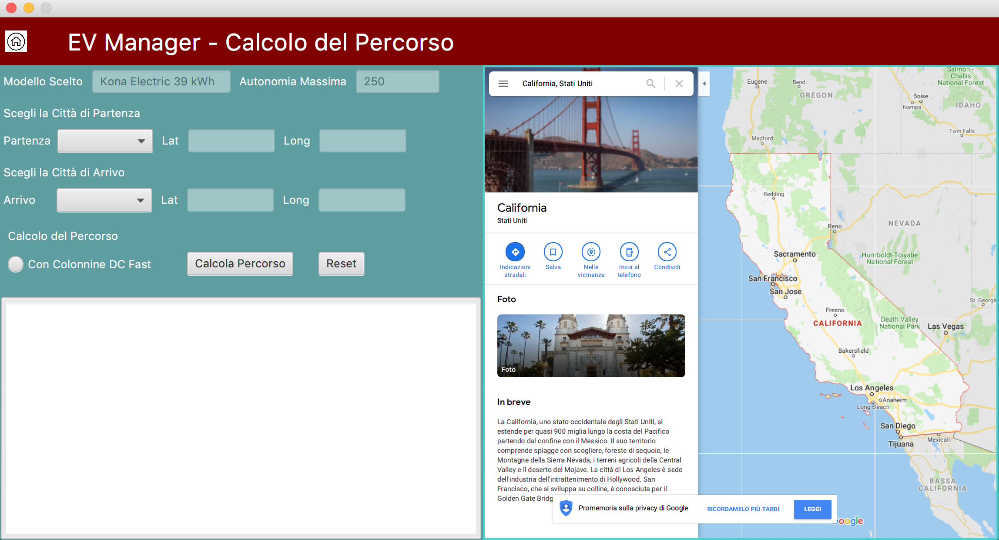 EV Manager - Calcolo del Percorso
Modello Scelto Kona Electric 39 kWh Autonomia Massima 250
Scegli la Città di Partenza
Partenza Lat Long
Scegli la Città di Arrivo
Arrivo Lat Long
Calcolo del Percorso
Con Colonnine DC Fast Calcola Percorso Reset
California, Stati Uniti
California
Stati Uniti
Indicazioni stradali
Salva
Nelle vicinanze
Invia al telefono
Condividi
Foto
Foto
In breve
La California, uno stato occidentale degli Stati Uniti, si
estende per quasi 900 miglia lungo la costa del Pacifico
partendo dal confine con il Messico. Il suo territorio
comprende spiagge con scogliere, foreste di sequoie, le
Montagne della Sierra Nevada, i terreni agricoli della Central
Valley e il deserto del Mojave. La città di Los Angeles è sede
dell'industria dell'intrattenimento di Hollywood. San
Francisco, che si sviluppa su colline, è conosciuta per il
Golden Gate Bridg
Promemoria sulla privacy di Google RICORDAMELO PIÙ TARDI LEGGI
Google
Salmon -
Challis
National Forest
Eugene
Bend
OREGON
Boise
Nampa
IDAHO
Twin Falls
Medford
Redding
Reno
NEVADA
Sacramento
Humboldt-Toiyabe
National Forest
San Francisco
San Jose
St. George
Fresno
CALIFORNIA
Death Valley
National Park
Las Vegas
Bakersfield
Los Angeles
Anaheim
Long Beach
San Diego
Tijuana
Mexicali
BASSA
CALIFORNIA